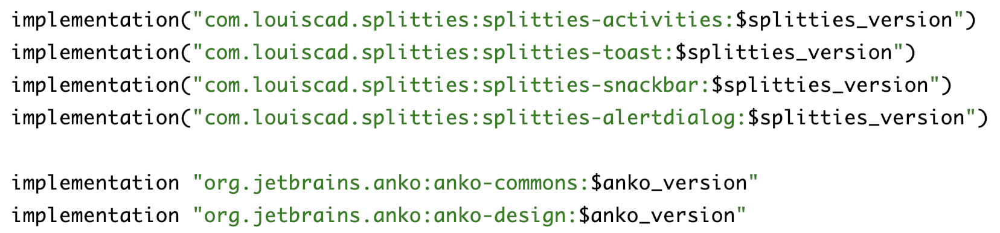 implementation("com.louiscad.splitties:splitties-activities:$splitties_version")
implementation("com.louiscad.splitties:splitties-toast:$splitties_version")
implementation("com.louiscad.splitties:splitties-snackbar:$splitties_version")
implementation("com.louiscad.splitties:splitties-alertdialog:$splitties_version")
implementation "org.jetbrains.anko:anko-commons:$anko_version"
implementation "org.jetbrains.anko:anko-design:$anko_version"